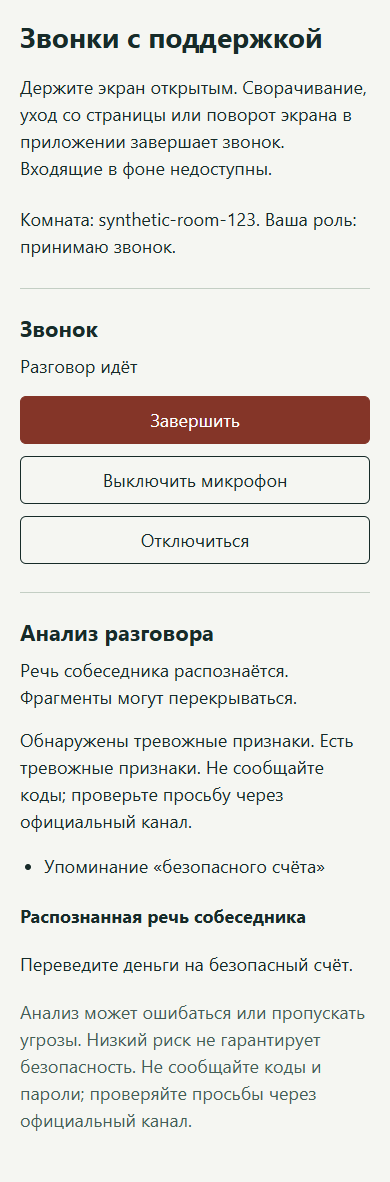 Звонки с поддержкой
Держите экран открытым. Сворачивание,
уход со страницы или поворот экрана в
приложении завершает звонок.
Входящие в фоне недоступны.
Комната: synthetic-room-123. Ваша роль:
принимаю звонок.
Звонок
Разговор идёт
Завершить
Выключить микрофон
Отключиться
Анализ разговора
Речь собеседника распознаётся.
Фрагменты могут перекрываться.
Обнаружены тревожные признаки. Есть
тревожные признаки. Не сообщайте
коды; проверьте просьбу через
официальный канал.
• Упоминание «безопасного счёта»
Распознанная речь собеседника
Переведите деньги на безопасный счёт.
Анализ может ошибаться или пропускать
угрозы. Низкий риск не гарантирует
безопасность. Не сообщайте коды и
пароли; проверяйте просьбы через
официальный канал.